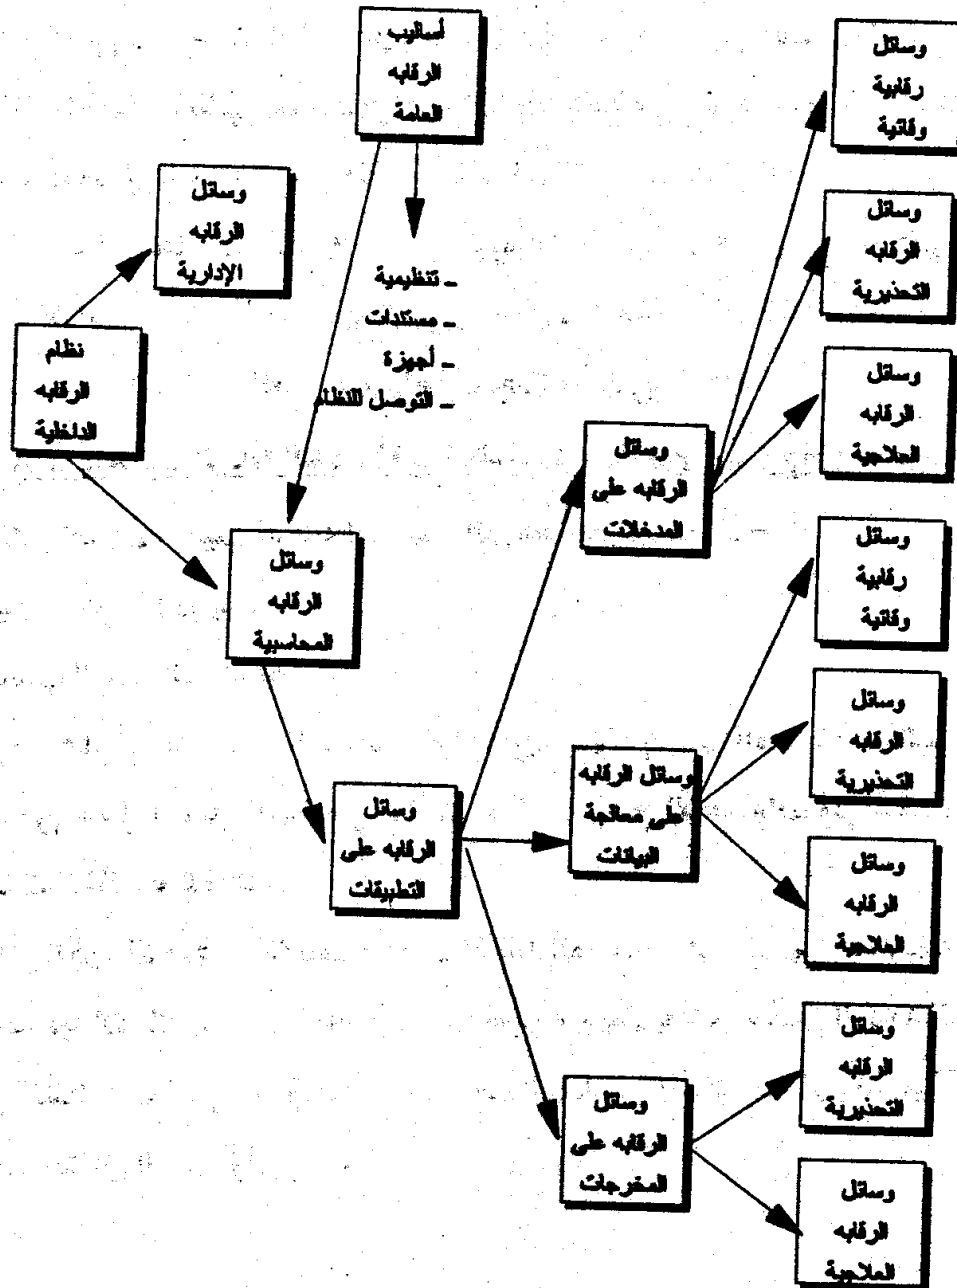 أساليب
الرقابه
العامة
وسائل
رقابية
وقائية
وسائل
الرقابه
الإدارية
وسائل
الرقابه
التحذيرية
ـ تنظيمية
ـ مستندات
ـ أجهزة
ـ التوصل للنظام
نظام
الرقابه
الداخلية
وسائل
الرقابه
العلاجية
وسائل
الرقابه على
المدخلات
وسائل
الرقابه
المحاسبية
وسائل
رقابية
وقائية
وسائل
الرقابه
التحذيرية
وسائل الرقابه
على معالجة
البيانات
وسائل
الرقابه على
التطبيقات
وسائل
الرقابه
العلاجية
وسائل
الرقابه
التحذيرية
وسائل
الرقابه على
المخرجات
وسائل
الرقابه
العلاجية